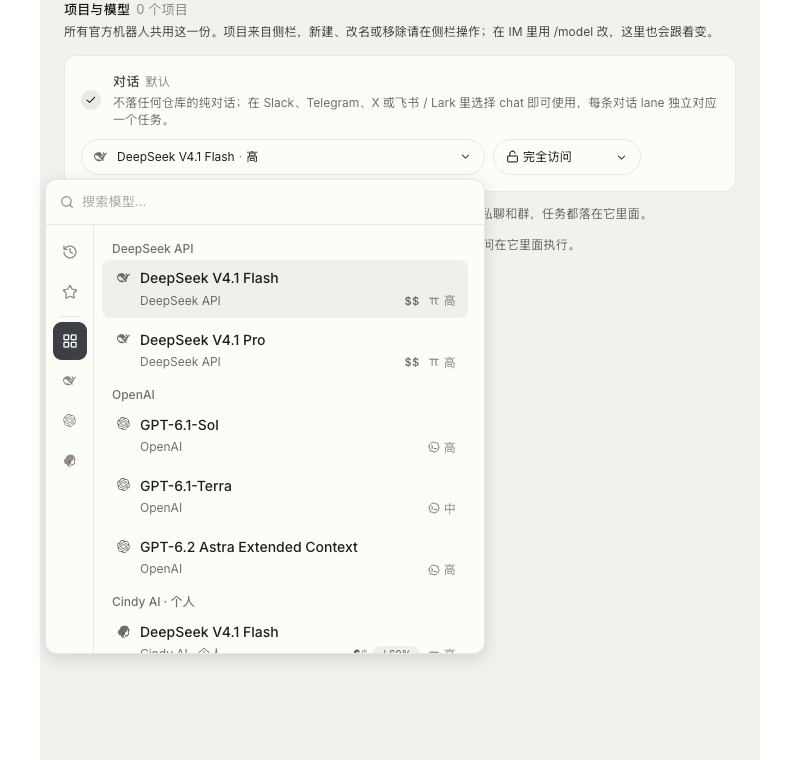 项目与模型 0 个项目
所有官方机器人共用这一份。项目来自侧栏，新建、改名或移除请在侧栏操作；在 IM 里用 /model 改，这里也会跟着变。
对话 默认
不落任何仓库的纯对话；在 Slack、Telegram、X 或飞书 / Lark 里选择 chat 即可使用，每条对话 lane 独立对应
一个任务。
DeepSeek V4.1 Flash · 高
完全访问
搜索模型...
私聊和群，任务都落在它里面。
问在它里面执行。
DeepSeek API
DeepSeek V4.1 Flash
DeepSeek API $$ π 高
DeepSeek V4.1 Pro
DeepSeek API $$ π 高
OpenAI
GPT-6.1-Sol
OpenAI 高
GPT-6.1-Terra
OpenAI 中
GPT-6.2 Astra Extended Context
OpenAI 高
Cindy AI · 个人
DeepSeek V4.1 Flash
Cindy AI · 个人 $$ π 高